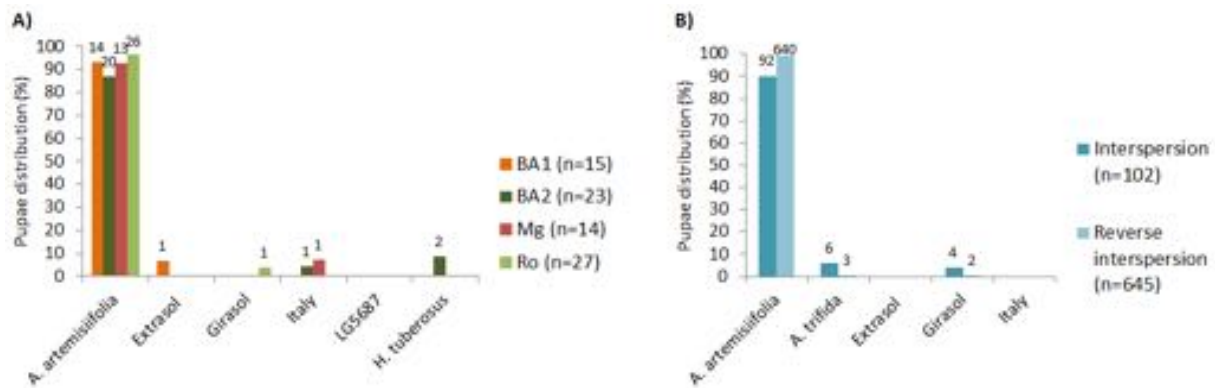 A)
Pupae distribution (%)
100
90
80
70
60
50
40
30
20
10
0
14
20
13
26
1
1
1
1
2
A. artemisiifolia
Extrasol
Girasol
Italy
LG5687
H. tuberosus
BA1 (n=15)
BA2 (n=23)
Mg (n=14)
Ro (n=27)
B)
Pupae distribution (%)
100
90
80
70
60
50
40
30
20
10
0
92
640
6
3
4
2
A. artemisiifolia
A. trifida
Extrasol
Girasol
Italy
Interspersion
(n=102)
Reverse
interspersion
(n=645)